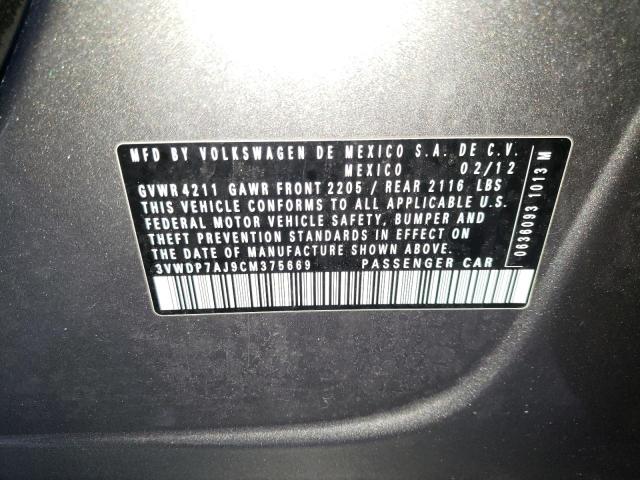 MFD BY VOLKSWAGEN DE MEXICO S.A. DE C.V.
MEXICO 02/12
GVWR 4211 GAWR FRONT 2205 / REAR 2116 LBS
THIS VEHICLE CONFORMS TO ALL APPLICABLE U.S.
FEDERAL MOTOR VEHICLE SAFETY, BUMPER AND
THEFT PREVENTION STANDARDS IN EFFECT ON
THE DATE OF MANUFACTURE SHOWN ABOVE.
3VWDP7AJ9CM375669 PASSENGER CAR
0636093 1013 M